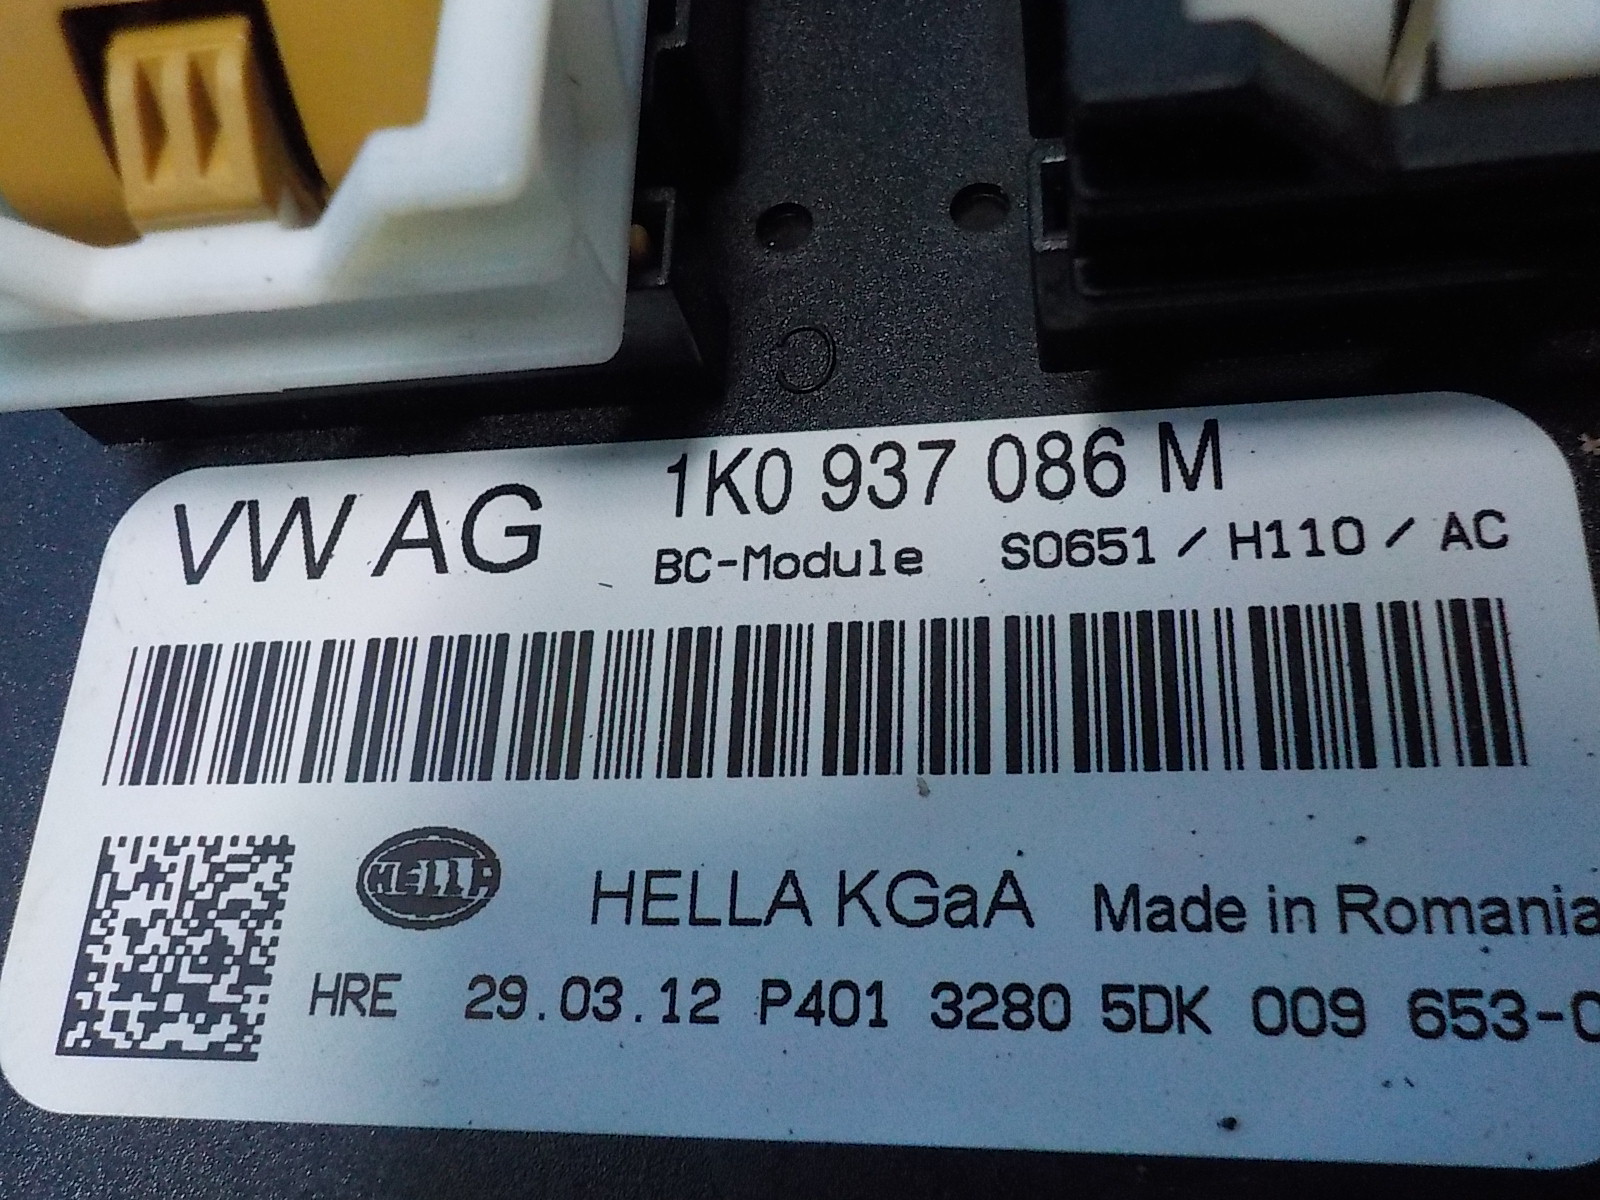 VW AG 1K0 937 086 M
BC-Module S0651 / H110 / AC
HELLA HELLA KGaA Made in Romania
HRE 29.03.12 P401 3280 5DK 009 653-